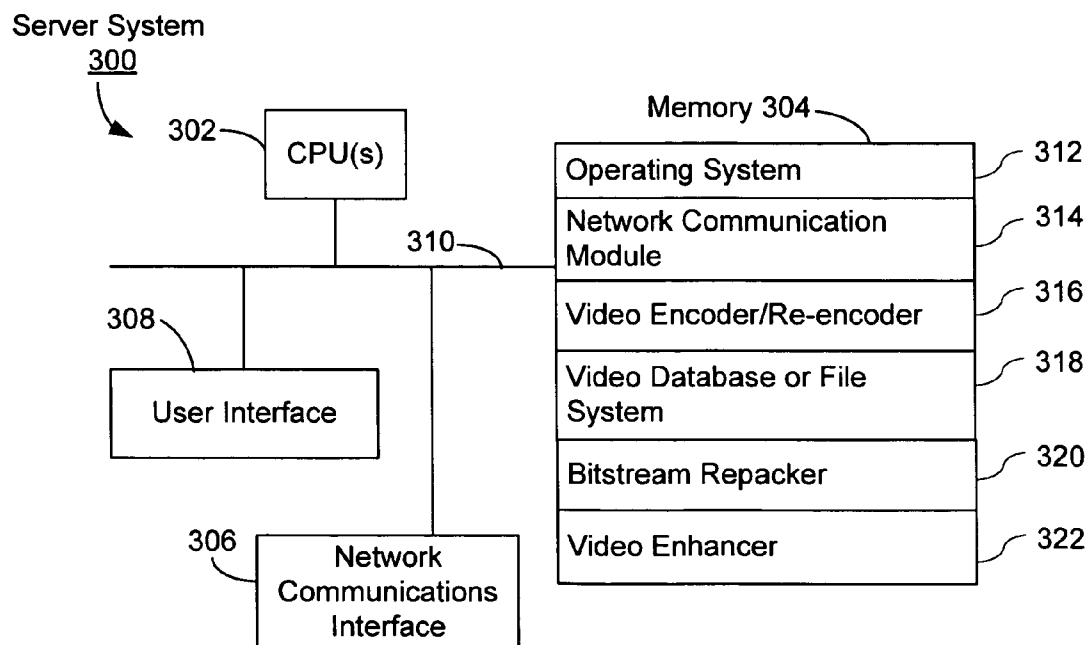 Server System
300
302
CPU(s)
Memory 304
Operating System
312
Network Communication
Module
314
310
Video Encoder/Re-encoder
316
308
User Interface
Video Database or File
System
318
Bitstream Repacker
320
306
Network
Communications
Interface
Video Enhancer
322